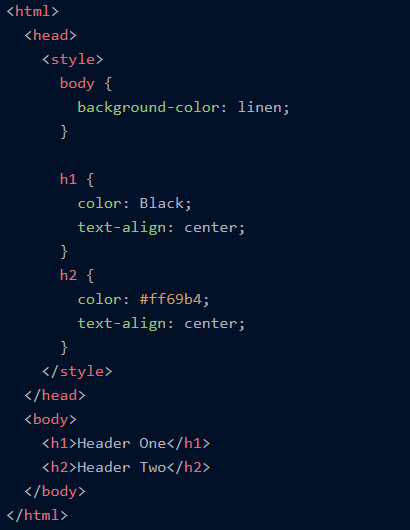 <html>
  <head>
    <style>
      body {
        background-color: linen;
      }

      h1 {
        color: Black;
        text-align: center;
      }
      h2 {
        color: #ff69b4;
        text-align: center;
      }
    </style>
  </head>
  <body>
    <h1>Header One</h1>
    <h2>Header Two</h2>
  </body>
</html>